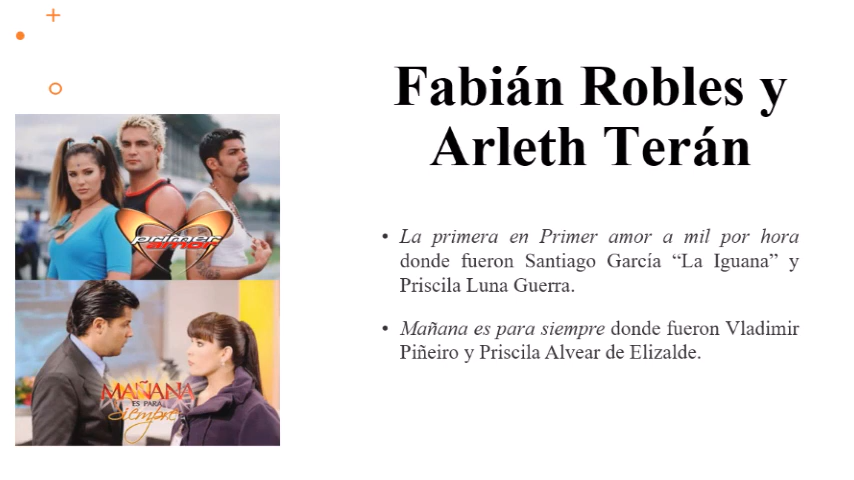 Fabián Robles y
Arleth Terán
primer
amor
• La primera en Primer amor a mil por hora
donde fueron Santiago García “La Iguana” y
Priscila Luna Guerra.
• Mañana es para siempre donde fueron Vladimir
Piñeiro y Priscila Alvear de Elizalde.
MAÑANA
ES PARA
siempre